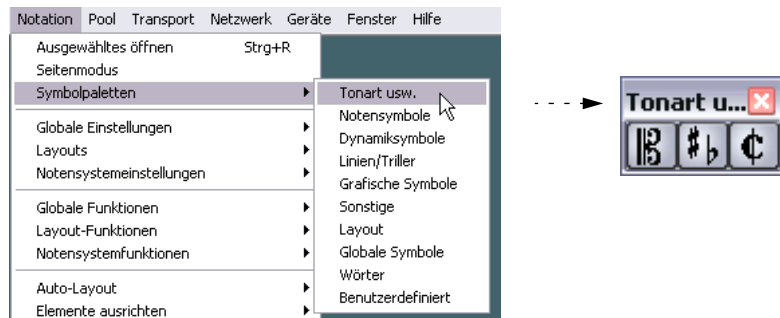 Notation Pool Transport Netzwerk Geräte Fenster Hilfe
Ausgewähltes öffnen Strg+R
Seitenmodus
Symbolpaletten
Globale Einstellungen
Layouts
Notensystemeinstellungen
Globale Funktionen
Layout-Funktionen
Notensystemfunktionen
Auto-Layout
Elemente ausrichten
Tonart usw.
Notensymbole
Dynamiksymbole
Linien/Triller
Grafische Symbole
Sonstige
Layout
Globale Symbole
Wörter
Benutzerdefiniert
Tonart u...